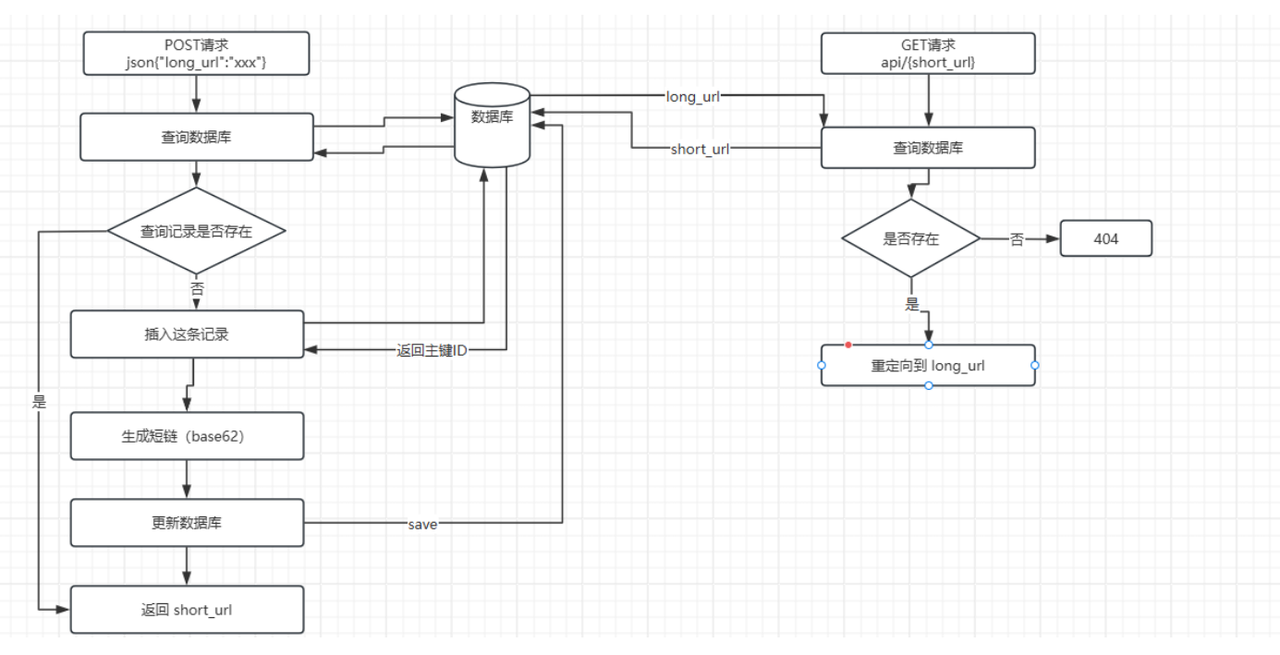 POST请求
json{"long_url":"xxx"}
查询数据库
查询记录是否存在
否
插入这条记录
返回主键ID
是
生成短链（base62）
更新数据库
save
返回 short_url
数据库
long_url
short_url
GET请求
api/{short_url}
查询数据库
是否存在
否
404
是
重定向到 long_url